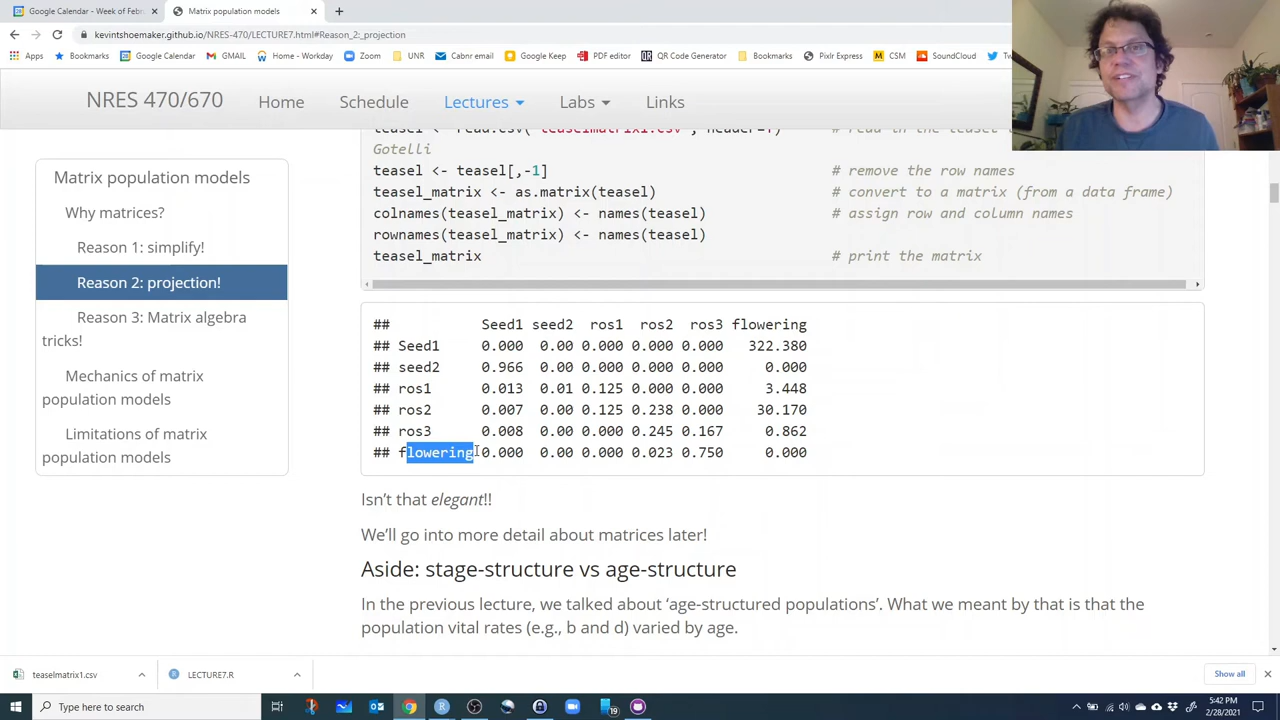 Google Calendar - Week of Febr
Matrix population models
kevintshoemaker.github.io/NRES-470/LECTURE7.html#Reason_2:_projection
Apps Bookmarks Google Calendar GMAIL Home - Workday Zoom UNR Cabnr email Google Keep PDF editor QR Code Generator Bookmarks Pixlr Express CSM SoundCloud Tw
NRES 470/670 Home Schedule Lectures Labs Links
Matrix population models
Why matrices?
Reason 1: simplify!
Reason 2: projection!
Reason 3: Matrix algebra
tricks!
Mechanics of matrix
population models
Limitations of matrix
population models
teasel <- read.csv("teaselmatrix1.csv", header=T) # read in the teasel
Gotelli
teasel <- teasel[,-1] # remove the row names
teasel_matrix <- as.matrix(teasel) # convert to a matrix (from a data frame)
colnames(teasel_matrix) <- names(teasel) # assign row and column names
rownames(teasel_matrix) <- names(teasel)
teasel_matrix # print the matrix
## Seed1 seed2 ros1 ros2 ros3 flowering
## Seed1 0.000 0.00 0.000 0.000 0.000 322.380
## seed2 0.966 0.00 0.000 0.000 0.000 0.000
## ros1 0.013 0.01 0.125 0.000 0.000 3.448
## ros2 0.007 0.00 0.125 0.238 0.000 30.170
## ros3 0.008 0.00 0.000 0.245 0.167 0.862
## flowering 0.000 0.00 0.000 0.023 0.750 0.000
Isn't that elegant!!
We'll go into more detail about matrices later!
Aside: stage-structure vs age-structure
In the previous lecture, we talked about 'age-structured populations'. What we meant by that is that the
population vital rates (e.g., b and d) varied by age.
teaselmatrix1.csv
LECTURE7.R
Show all
Type here to search
19
5:42 PM
2/28/2021